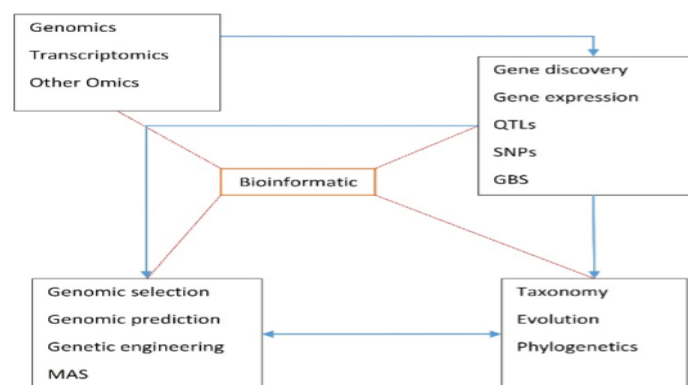 Genomics
Transcriptomics
Other Omics
Gene discovery
Gene expression
QTLs
SNPs
GBS
Bioinformatic
Genomic selection
Genomic prediction
Genetic engineering
MAS
Taxonomy
Evolution
Phylogenetics